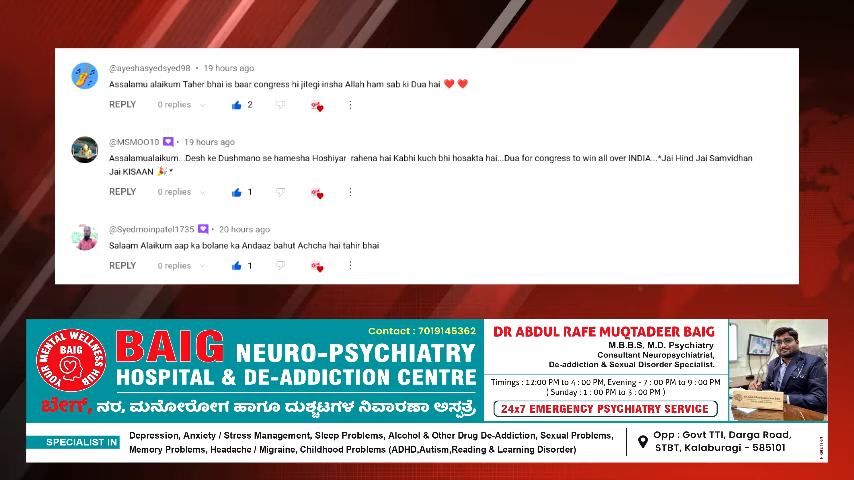 @ayeshasyedsyed98 • 19 hours ago
Assalamu alaikum Taher bhai is baar congress hi jitegi insha Allah ham sab ki Dua hai ❤️ ❤️
REPLY 0 replies 2
@MSMOO10 • 19 hours ago
Assalamualaikum...Desh ke Dushmano se hamesha Hoshiyar rahena hai Kabhi kuch bhi hosakta hai...Dua for congress to win all over INDIA...*Jai Hind Jai Samvidhan
Jai KISAAN 🎉*
REPLY 0 replies 1
@Syedmoinpatel1735 • 20 hours ago
Salaam Alaikum aap ka bolane ka Andaaz bahut Achcha hai tahir bhai
REPLY 0 replies 1
YOUR MENTAL WELLNESS HUB
BAIG
Contact : 7019145362
BAIG NEURO-PSYCHIATRY
HOSPITAL & DE-ADDICTION CENTRE
ಬೇಗ್, ನರ, ಮನೋರೋಗ ಹಾಗೂ ದುಶ್ಚಟಗಳ ನಿವಾರಣಾ ಆಸ್ಪತ್ರೆ
DR ABDUL RAFE MUQTADEER BAIG
M.B.B.S, M.D. Psychiatry
Consultant Neuropsychiatrist,
De-addiction & Sexual Disorder Specialist.
Timings : 12:00 PM to 4 : 00 PM, Evening - 7 : 00 PM to 9 : 00 PM
( Sunday : 1 : 00 PM to 3 : 00 PM )
24x7 EMERGENCY PSYCHIATRY SERVICE
SPECIALIST IN
Depression, Anxiety / Stress Management, Sleep Problems, Alcohol & Other Drug De-Addiction, Sexual Problems,
Memory Problems, Headache / Migraine, Childhood Problems (ADHD,Autism,Reading & Learning Disorder)
Opp : Govt TTI, Darga Road,
STBT, Kalaburagi - 585101